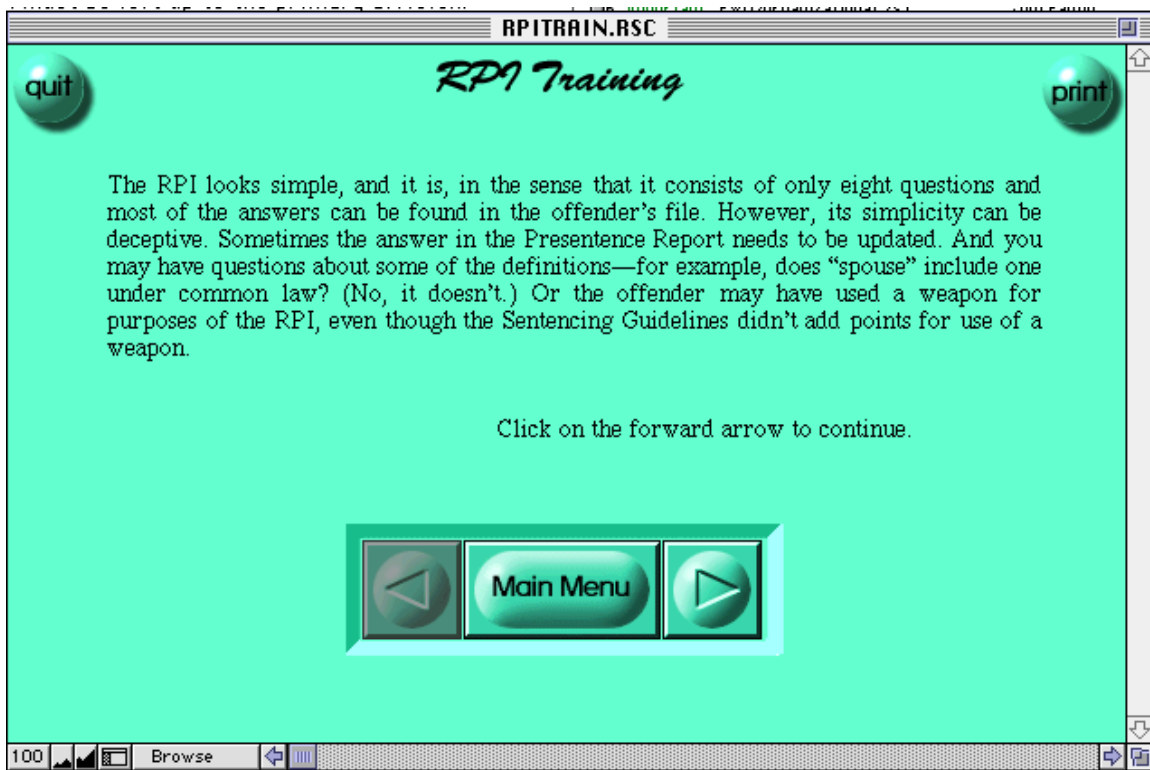 RPITRAIN.RSC
quit
RPI Training
print
The RPI looks simple, and it is, in the sense that it consists of only eight questions and
most of the answers can be found in the offender’s file. However, its simplicity can be
deceptive. Sometimes the answer in the Presentence Report needs to be updated. And you
may have questions about some of the definitions—for example, does “spouse” include one
under common law? (No, it doesn’t.) Or the offender may have used a weapon for
purposes of the RPI, even though the Sentencing Guidelines didn’t add points for use of a
weapon.
Click on the forward arrow to continue.
Main Menu
100 Browse